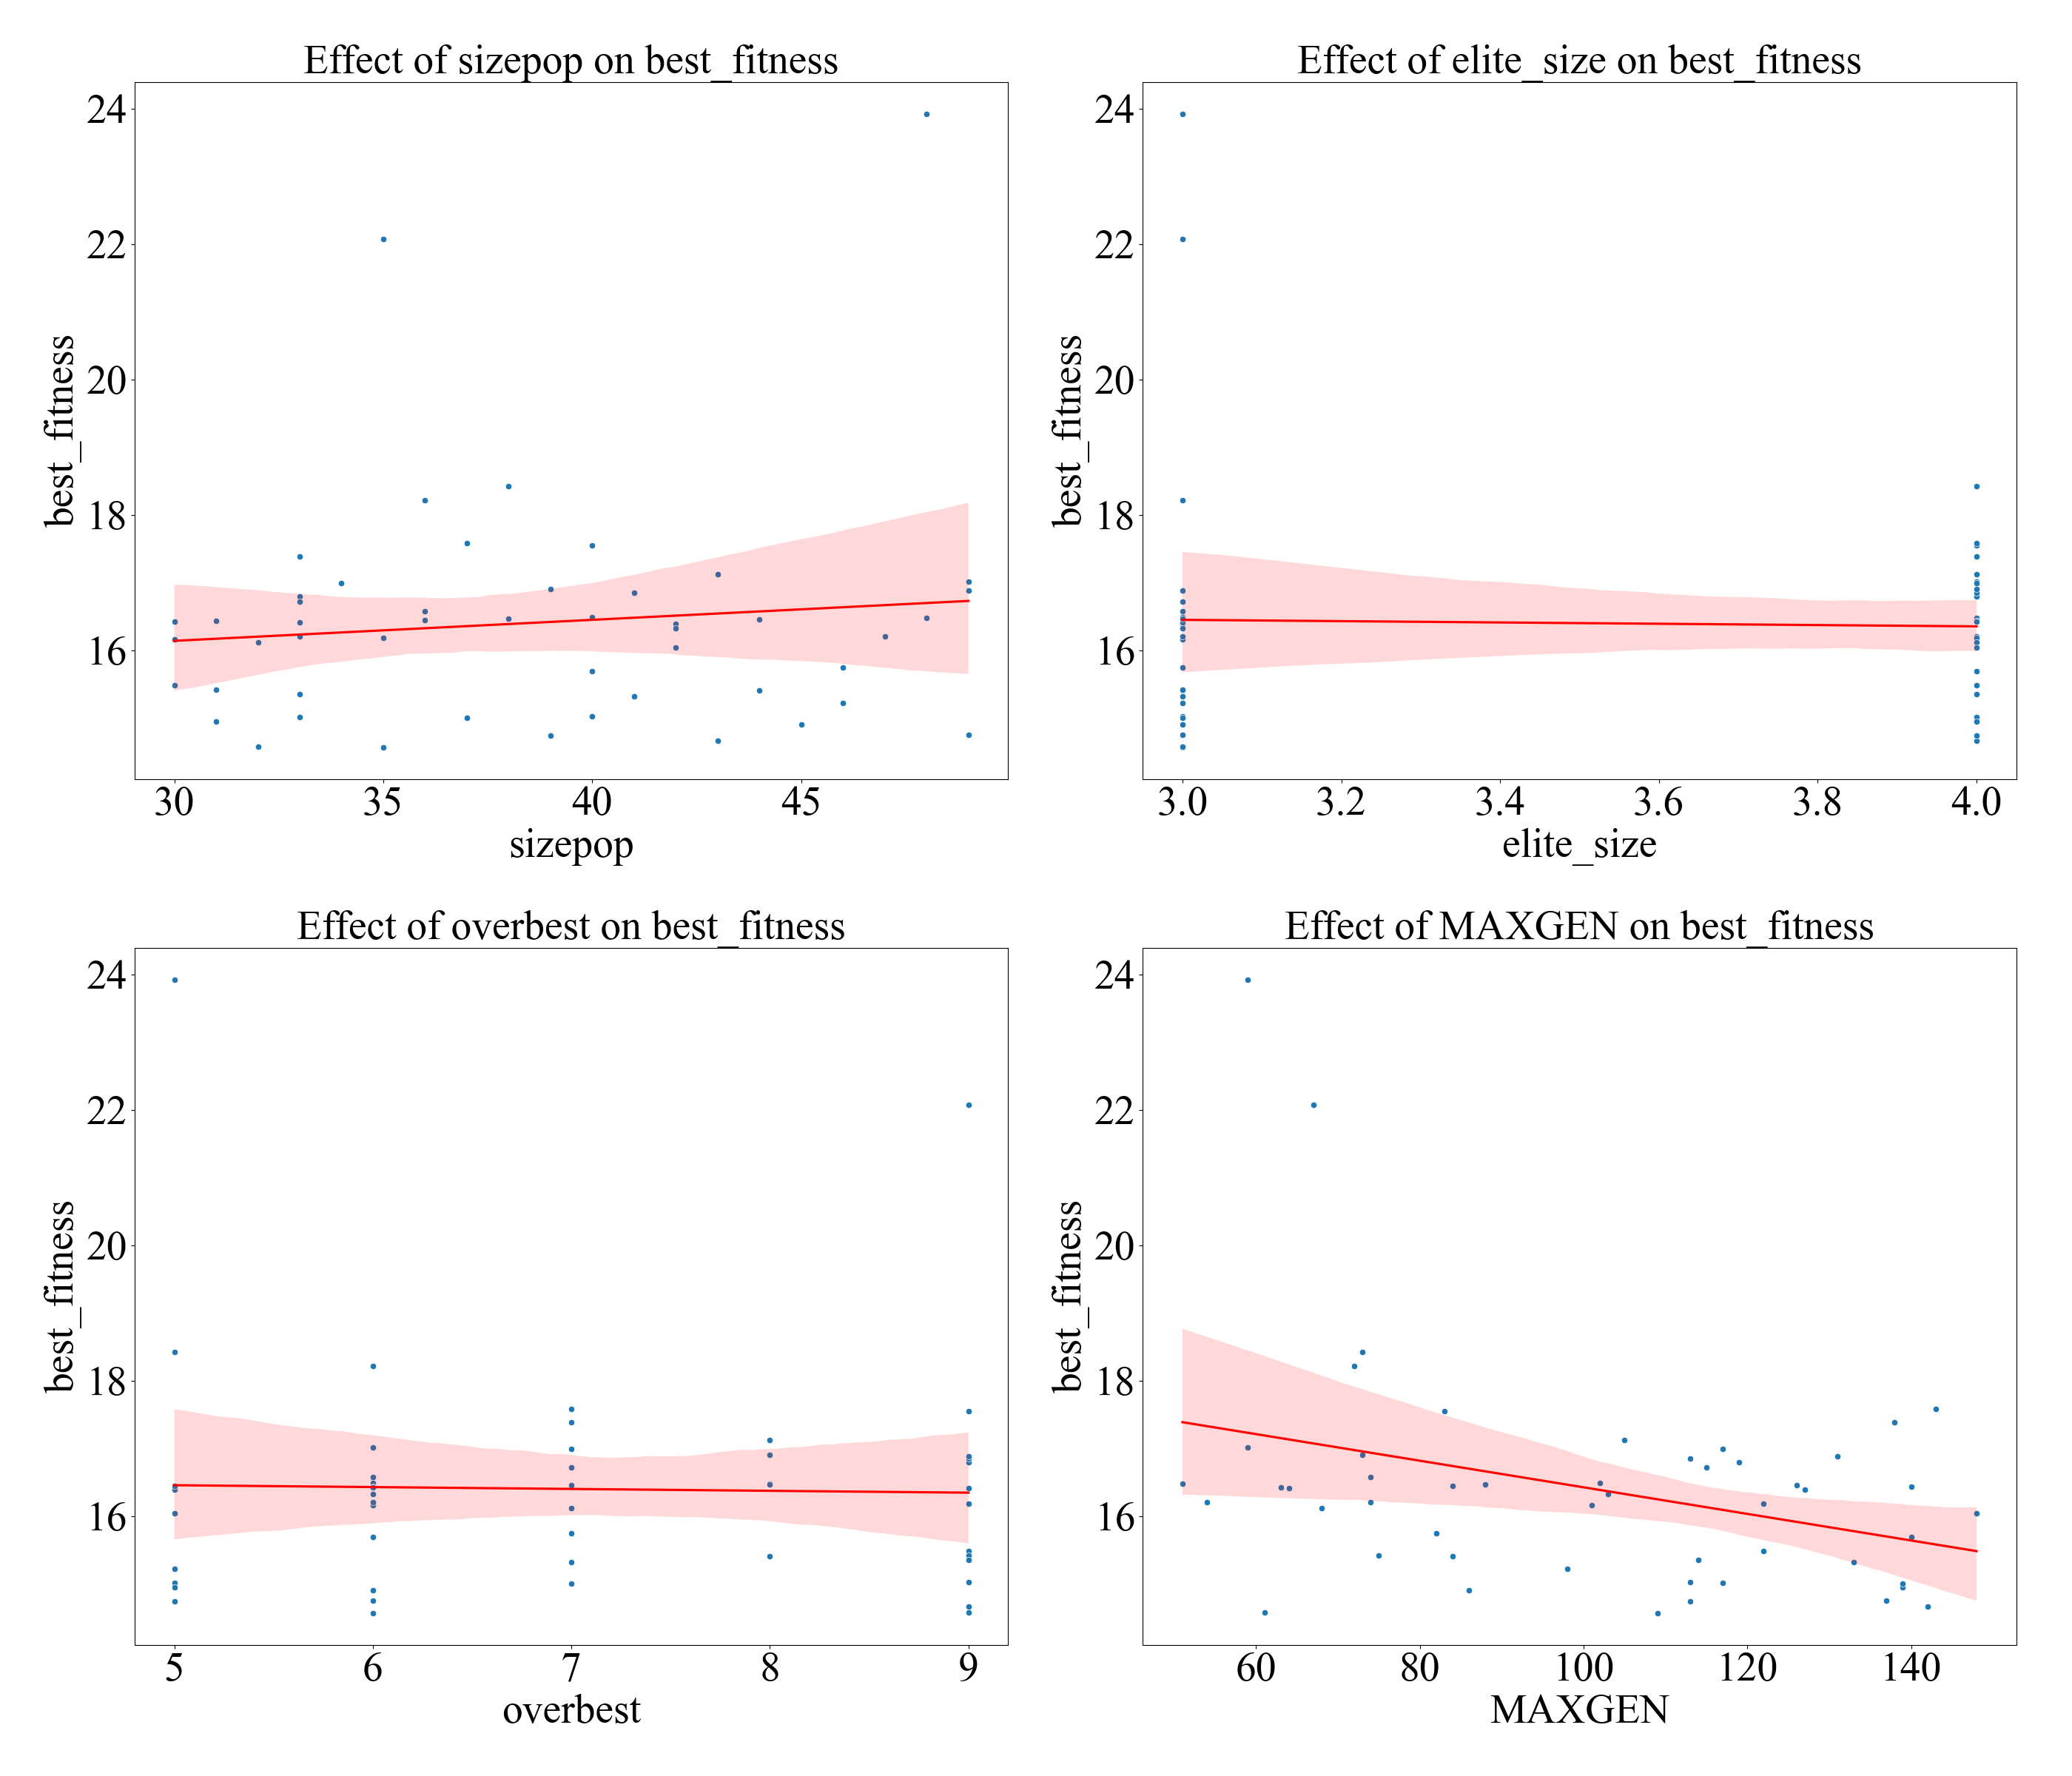 Effect of sizepop on best_fitness
24
22
20
18
16
best_fitness
30 35 40 45
sizepop
Effect of elite_size on best_fitness
24
22
20
18
16
best_fitness
3.0 3.2 3.4 3.6 3.8 4.0
elite_size
Effect of overbest on best_fitness
24
22
20
18
16
best_fitness
5 6 7 8 9
overbest
Effect of MAXGEN on best_fitness
24
22
20
18
16
best_fitness
60 80 100 120 140
MAXGEN